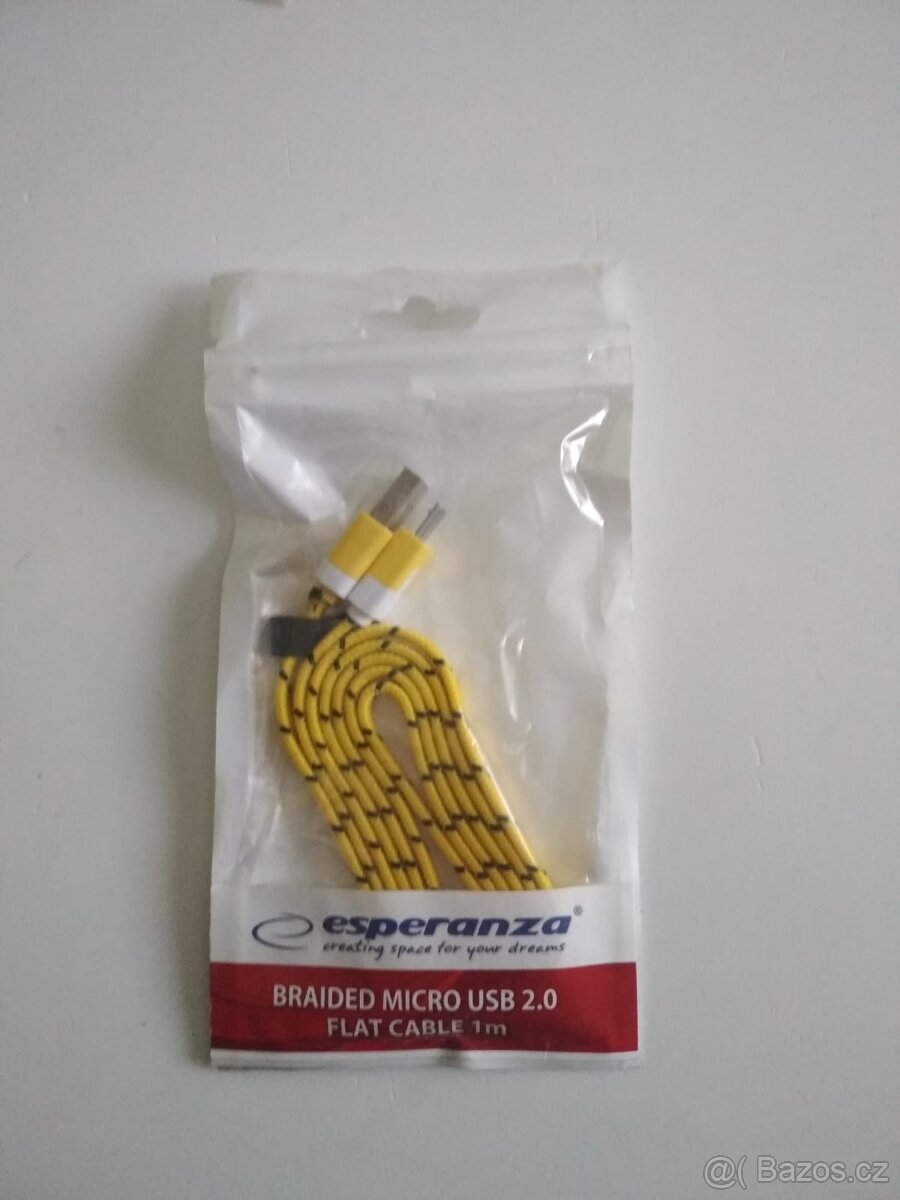 esperanza®
creating space for your dreams
BRAIDED MICRO USB 2.0
FLAT CABLE 1m
@( Bazos.cz